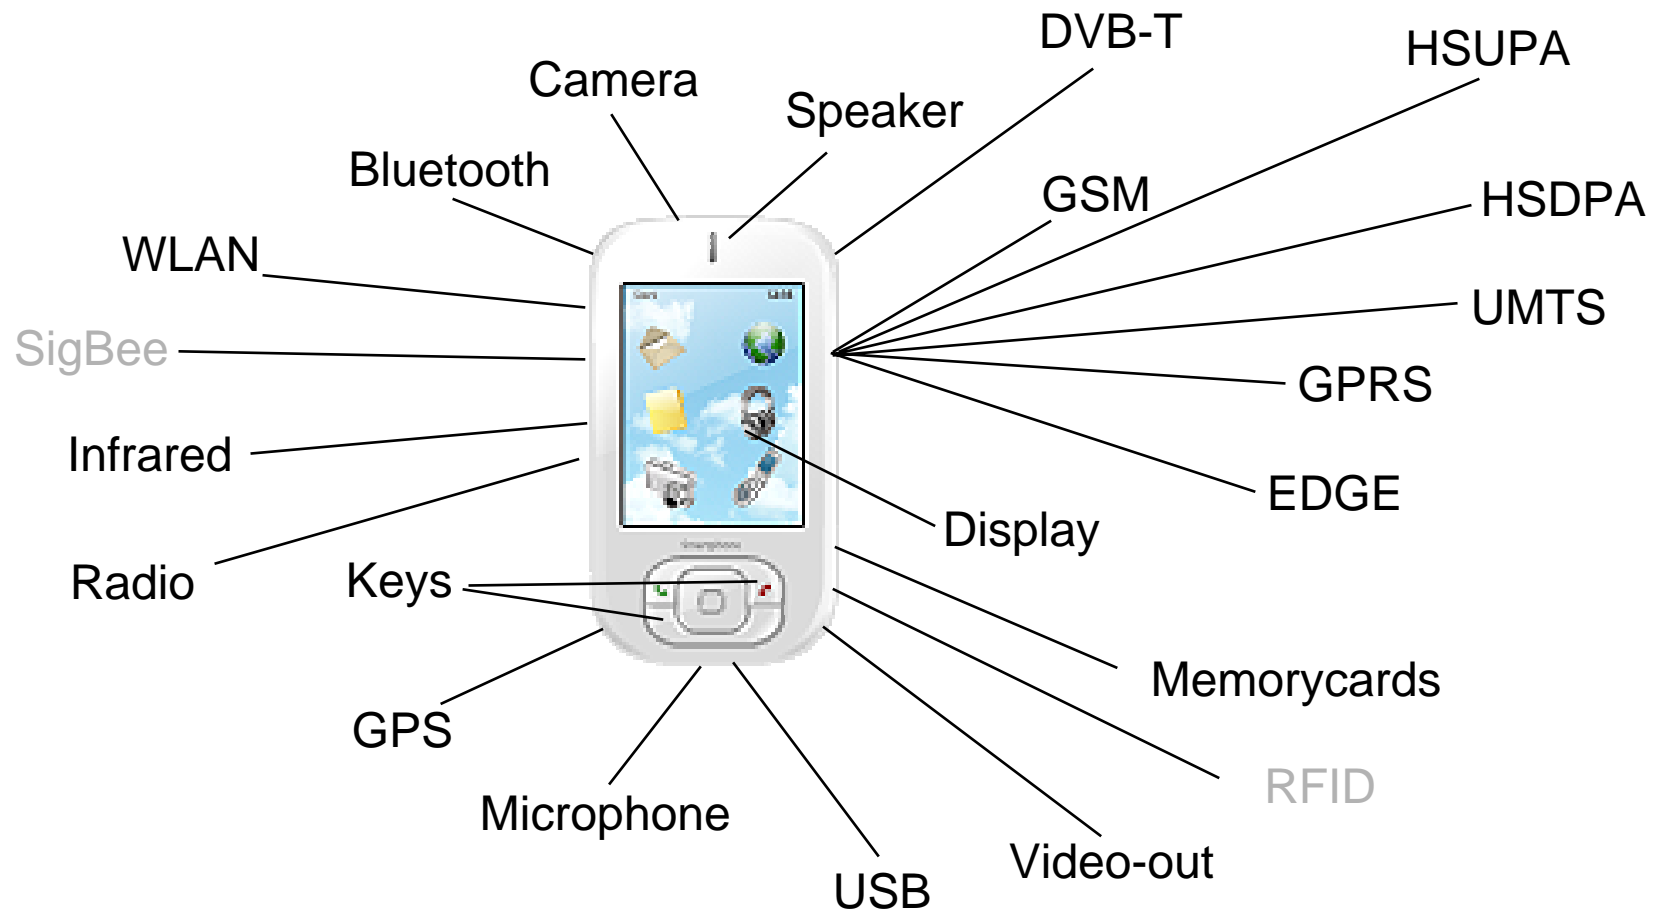 DVB-T
HSUPA
Camera
Speaker
Bluetooth
GSM
HSDPA
WLAN
UMTS
SigBee
GPRS
Infrared
EDGE
Display
Radio
Keys
Smartphone
Memorycards
GPS
RFID
Microphone
Video-out
USB